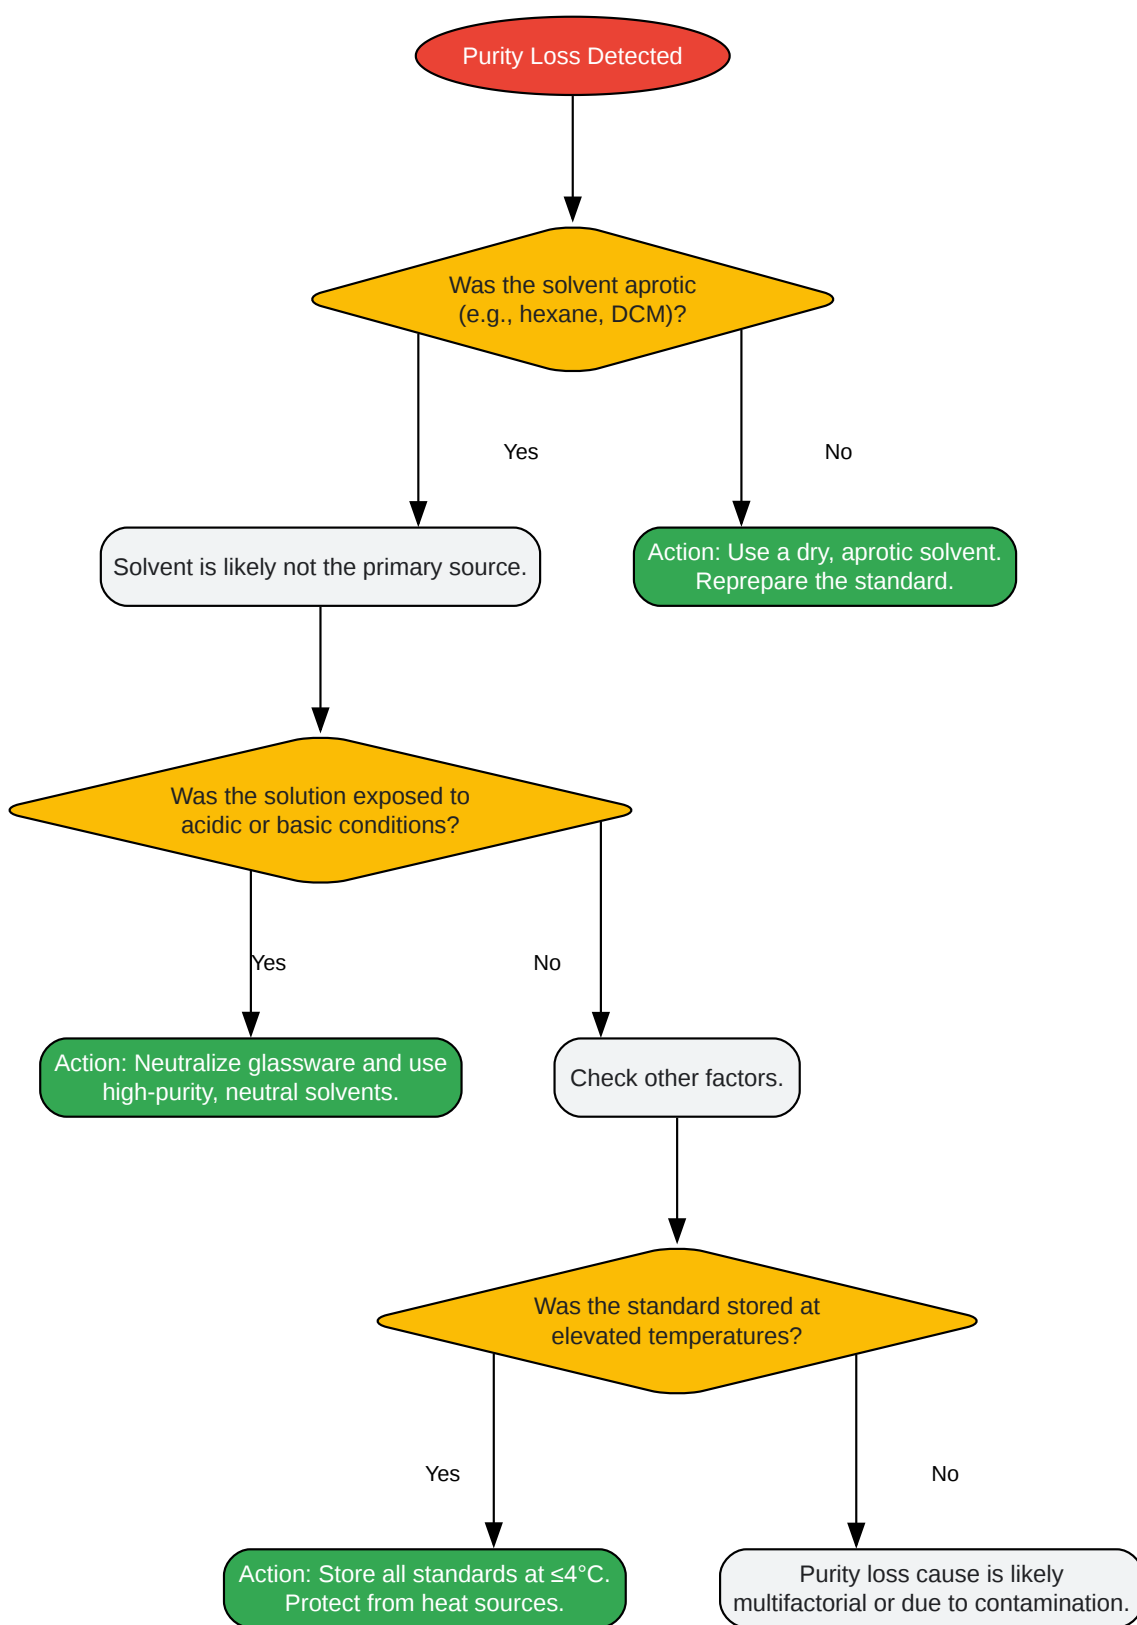 Purity Loss Detected
Was the solvent aprotic
(e.g., hexane, DCM)?
Yes
No
Solvent is likely not the primary source.
Action: Use a dry, aprotic solvent.
Reprepare the standard.
Was the solution exposed to
acidic or basic conditions?
Yes
No
Action: Neutralize glassware and use
high-purity, neutral solvents.
Check other factors.
Was the standard stored at
elevated temperatures?
Yes
No
Action: Store all standards at ≤4°C.
Protect from heat sources.
Purity loss cause is likely
multifactorial or due to contamination.